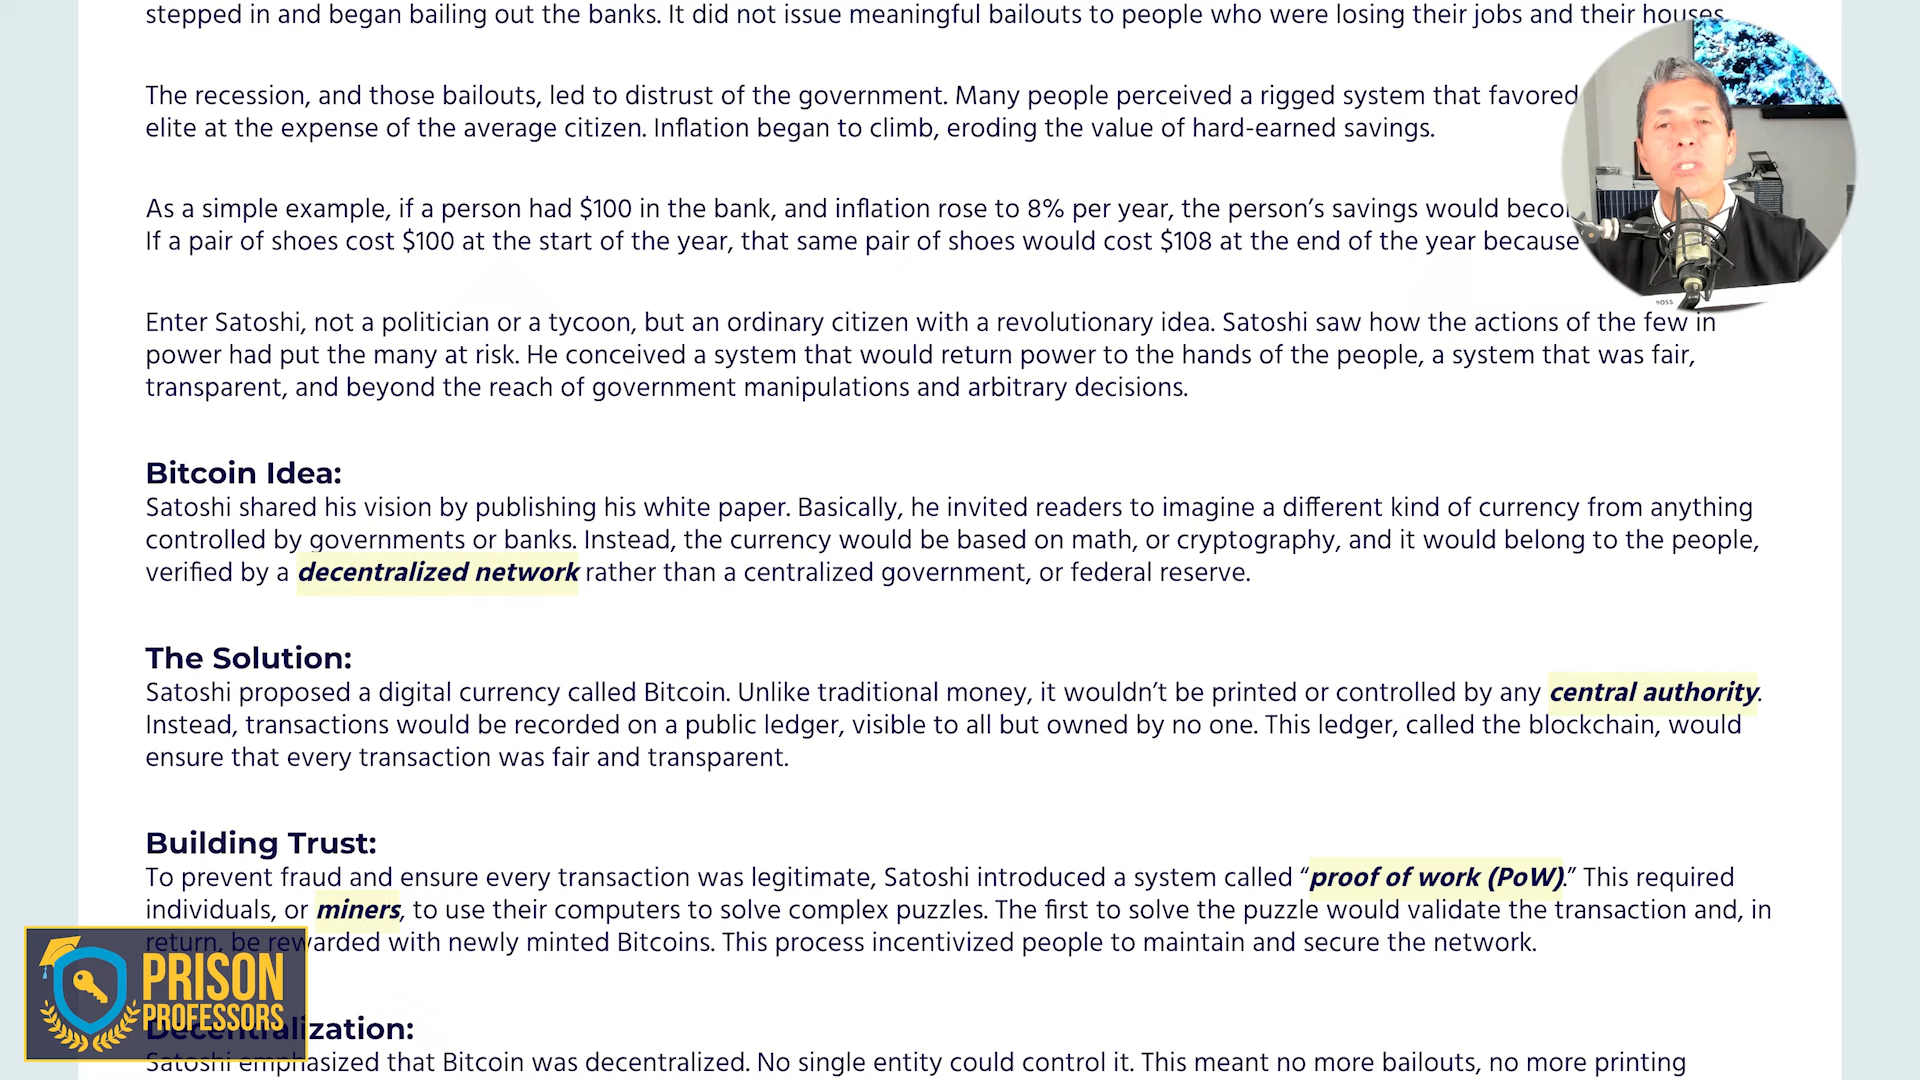 stepped in and began bailing out the banks. It did not issue meaningful bailouts to people who were losing their jobs and their houses.
The recession, and those bailouts, led to distrust of the government. Many people perceived a rigged system that favored
elite at the expense of the average citizen. Inflation began to climb, eroding the value of hard-earned savings.
As a simple example, if a person had $100 in the bank, and inflation rose to 8% per year, the person’s savings would
If a pair of shoes cost $100 at the start of the year, that same pair of shoes would cost $108 at the end of the year because
Enter Satoshi, not a politician or a tycoon, but an ordinary citizen with a revolutionary idea. Satoshi saw how the actions of the few in
power had put the many at risk. He conceived a system that would return power to the hands of the people, a system that was fair,
transparent, and beyond the reach of government manipulations and arbitrary decisions.
Bitcoin Idea:
Satoshi shared his vision by publishing his white paper. Basically, he invited readers to imagine a different kind of currency from anything
controlled by governments or banks. Instead, the currency would be based on math, or cryptography, and it would belong to the people,
verified by a decentralized network rather than a centralized government, or federal reserve.
The Solution:
Satoshi proposed a digital currency called Bitcoin. Unlike traditional money, it wouldn’t be printed or controlled by any central authority.
Instead, transactions would be recorded on a public ledger, visible to all but owned by no one. This ledger, called the blockchain, would
ensure that every transaction was fair and transparent.
Building Trust:
To prevent fraud and ensure every transaction was legitimate, Satoshi introduced a system called “proof of work (PoW).” This required
individuals, or miners, to use their computers to solve complex puzzles. The first to solve the puzzle would validate the transaction and, in
return, be rewarded with newly minted Bitcoins. This process incentivized people to maintain and secure the network.
Decentralization:
Satoshi emphasized that Bitcoin was decentralized. No single entity could control it. This meant no more bailouts, no more printing
PRISON
PROFESSORS